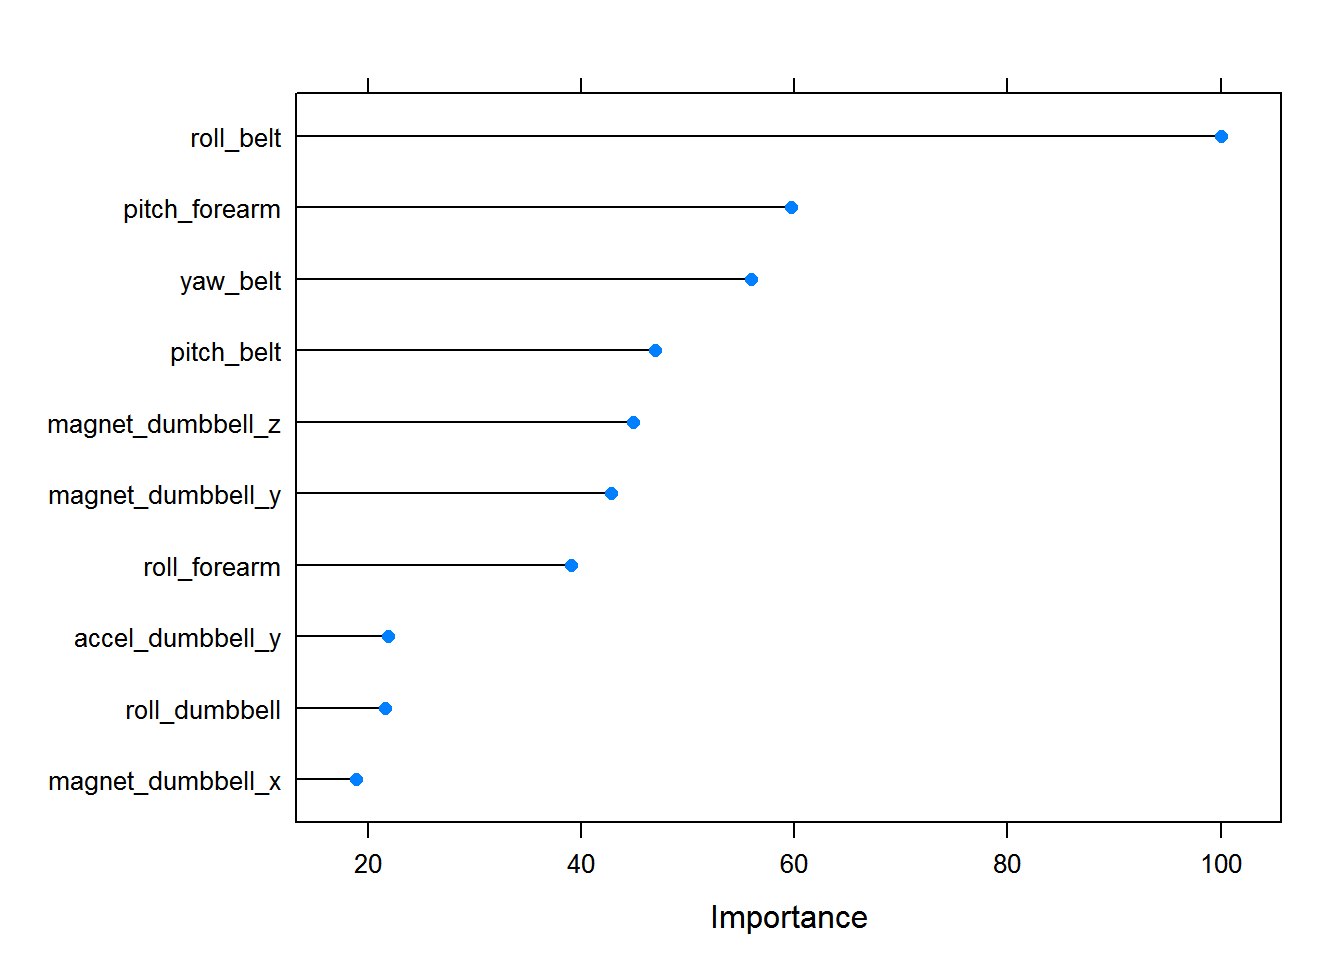 roll_belt
pitch_forearm
yaw_belt
pitch_belt
magnet_dumbbell_z
magnet_dumbbell_y
roll_forearm
accel_dumbbell_y
roll_dumbbell
magnet_dumbbell_x
20 40 60 80 100
Importance